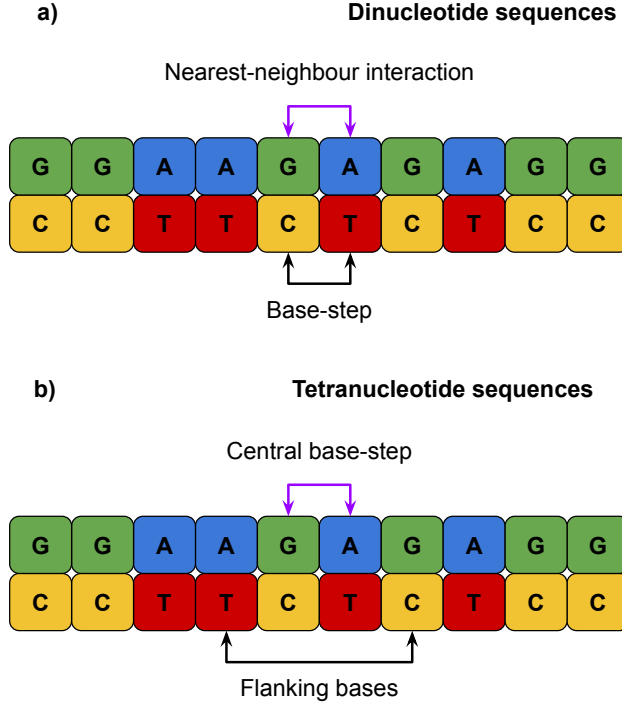 a) Dinucleotide sequences
Nearest-neighbour interaction
G G A A G A G A G G
C C T T C T C T C C
Base-step
b) Tetranucleotide sequences
Central base-step
G G A A G A G A G G
C C T T C T C T C C
Flanking bases